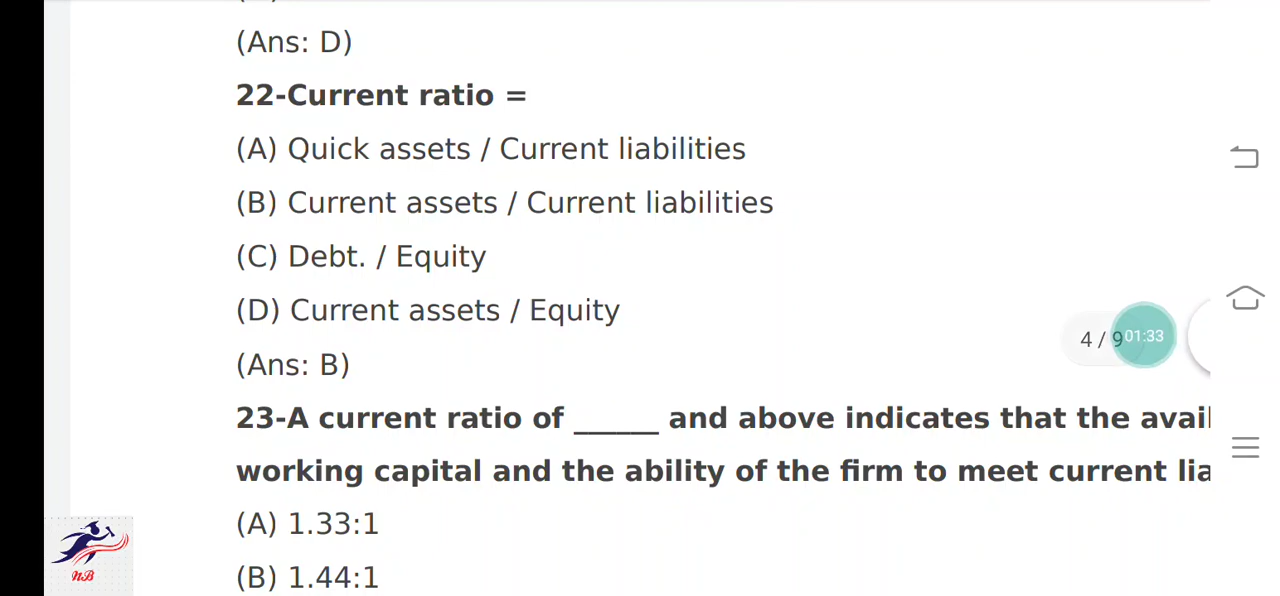 (Ans: D)
22-Current ratio =
(A) Quick assets / Current liabilities
(B) Current assets / Current liabilities
(C) Debt. / Equity
(D) Current assets / Equity
4 / 9
01:33
(Ans: B)
23-A current ratio of ______ and above indicates that the avail
working capital and the ability of the firm to meet current lia
(A) 1.33:1
(B) 1.44:1
NB